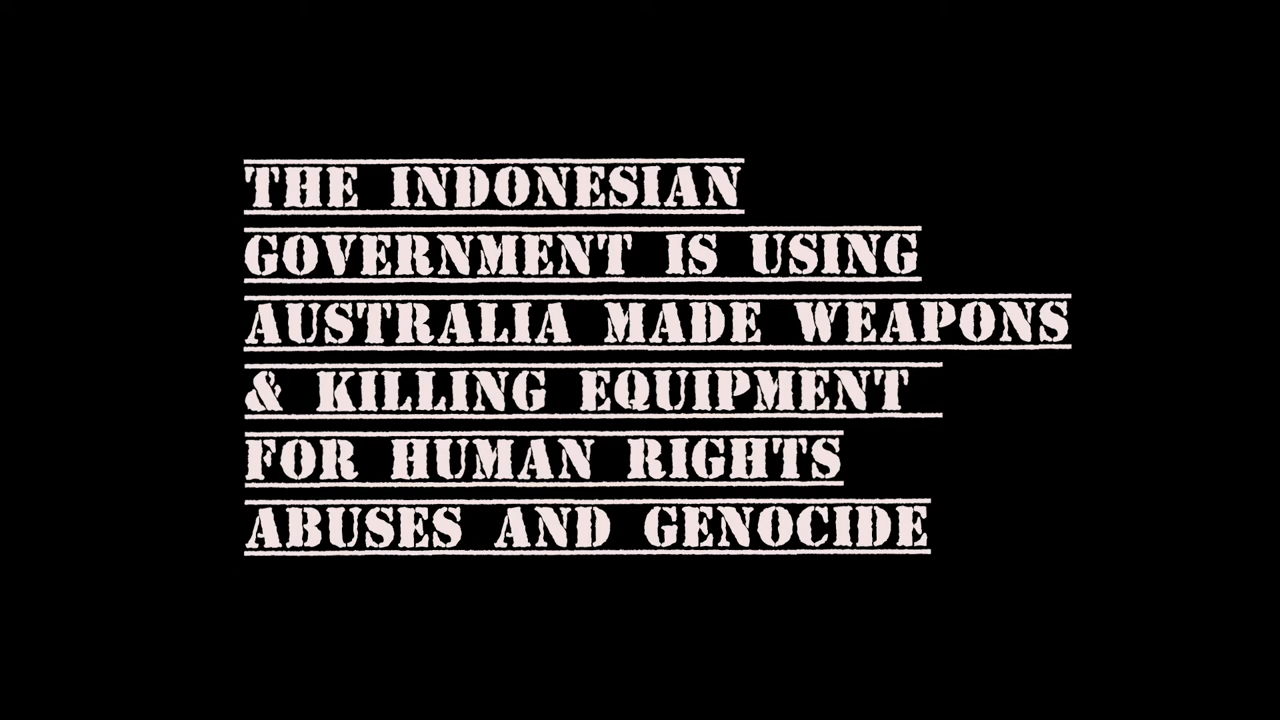 THE INDONESIAN
GOVERNMENT IS USING
AUSTRALIA MADE WEAPONS
& KILLING EQUIPMENT
FOR HUMAN RIGHTS
ABUSES AND GENOCIDE